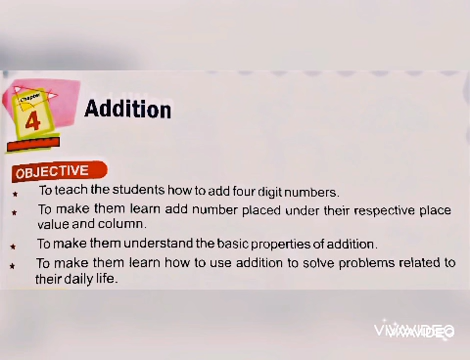 Chapter
4
Addition
OBJECTIVE
To teach the students how to add four digit numbers.
To make them learn add number placed under their respective place
value and column.
To make them understand the basic properties of addition.
To make them learn how to use addition to solve problems related to
their daily life.